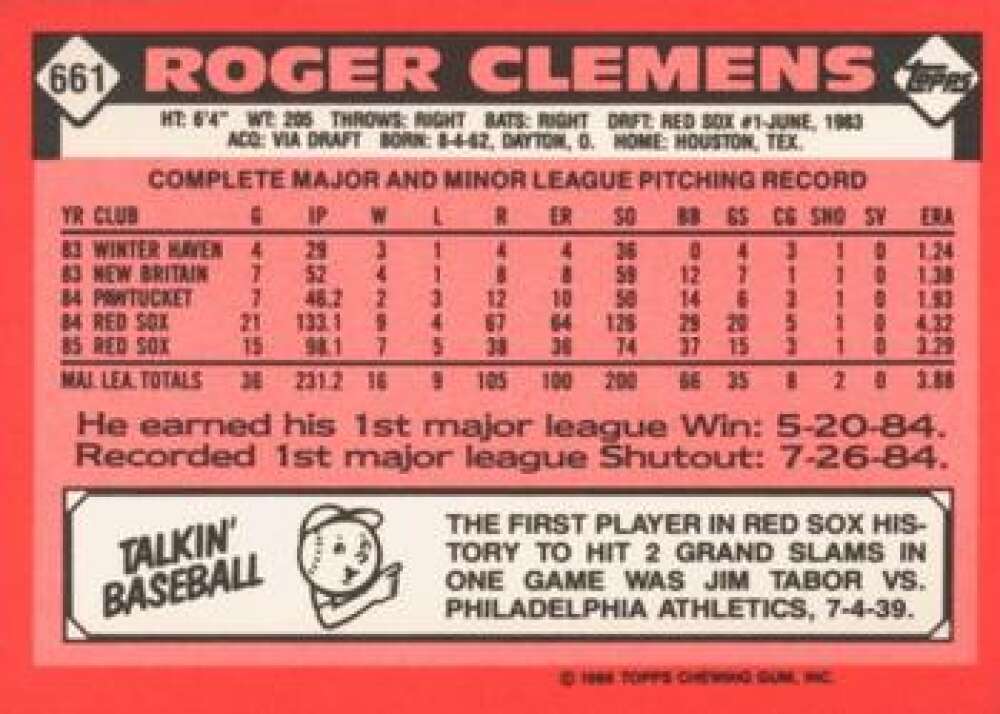 661 ROGER CLEMENS TOPPS
HT: 6'4" WT: 205 THROWS: RIGHT BATS: RIGHT DRFT: RED SOX #1-JUNE, 1983
ACQ: VIA DRAFT BORN: 8-4-62, DAYTON, O. HOME: HOUSTON, TEX.
COMPLETE MAJOR AND MINOR LEAGUE PITCHING RECORD
YR CLUB G IP W L R ER SO BB GS CG SHO SV ERA
83 WINTER HAVEN 4 29 3 1 4 4 36 0 4 3 1 0 1.24
83 NEW BRITAIN 7 52 4 1 8 8 59 12 7 1 1 0 1.38
84 PAWTUCKET 7 46.2 2 3 12 10 50 14 6 3 1 0 1.93
84 RED SOX 21 133.1 9 4 67 64 126 29 20 5 1 0 4.32
85 RED SOX 15 98.1 7 5 38 36 74 37 15 3 1 0 3.29
MAJ. LEA. TOTALS 36 231.2 16 9 105 100 200 66 35 8 2 0 3.88
He earned his 1st major league Win: 5-20-84.
Recorded 1st major league Shutout: 7-26-84.
TALKIN'
BASEBALL
THE FIRST PLAYER IN RED SOX HIS-
TORY TO HIT 2 GRAND SLAMS IN
ONE GAME WAS JIM TABOR VS.
PHILADELPHIA ATHLETICS, 7-4-39.
© 1986 TOPPS CHEWING GUM, INC.